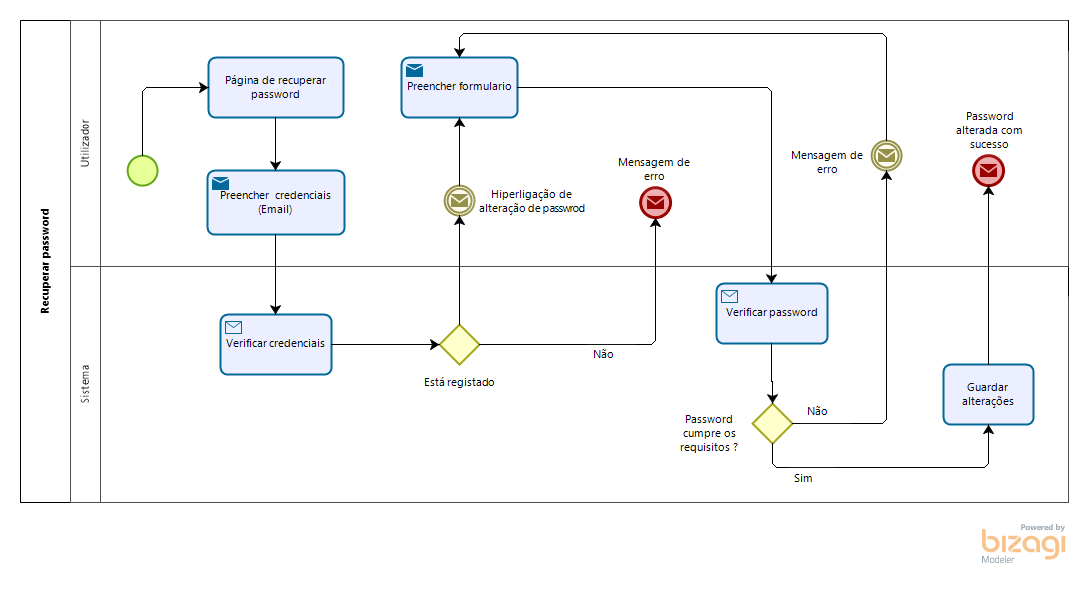 Recuperar password
Utilizador
Sistema
Página de recuperar
password
Preencher credenciais
(Email)
Verificar credenciais
Está registado
Preencher formulario
Hiperligação de
alteração de passwrod
Mensagem de
erro
Não
Verificar password
Password
cumpre os
requisitos ?
Não
Sim
Mensagem de
erro
Password
alterada com
sucesso
Guardar
alterações
Powered by
bizagi
Modeler